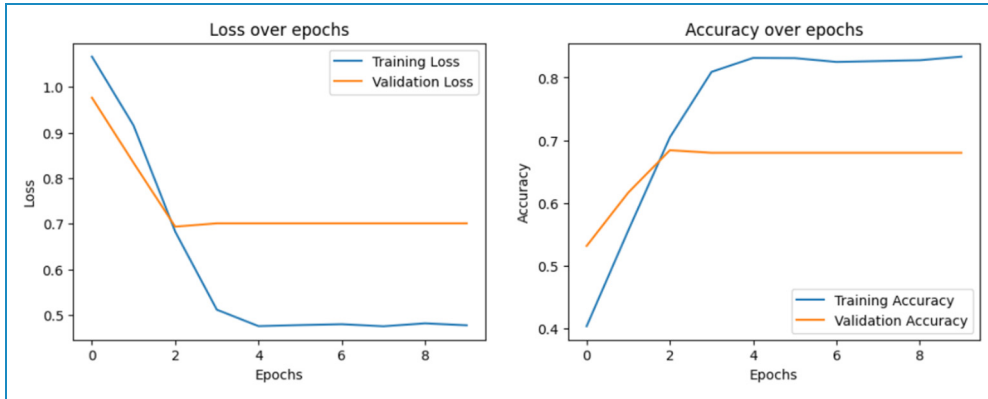 Loss over epochs
Training Loss
Validation Loss
1.0
0.9
0.8
0.7
0.6
0.5
Loss
0 2 4 6 8
Epochs
Accuracy over epochs
0.8
0.7
0.6
0.5
0.4
Accuracy
Training Accuracy
Validation Accuracy
0 2 4 6 8
Epochs